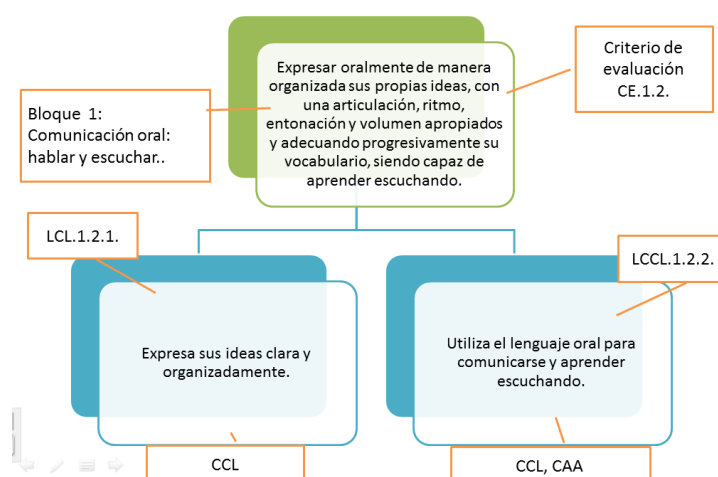 Expresar oralmente de manera
organizada sus propias ideas, con
una articulación, ritmo,
entonación y volumen apropiados
y adecuando progresivamente su
vocabulario, siendo capaz de
aprender escuchando.
Criterio de
evaluación
CE.1.2.
Bloque 1:
Comunicación oral:
hablar y escuchar..
LCL.1.2.1.
LCCL.1.2.2.
Expresa sus ideas clara y
organizadamente.
Utiliza el lenguaje oral para
comunicarse y aprender
escuchando.
CCL
CCL, CAA